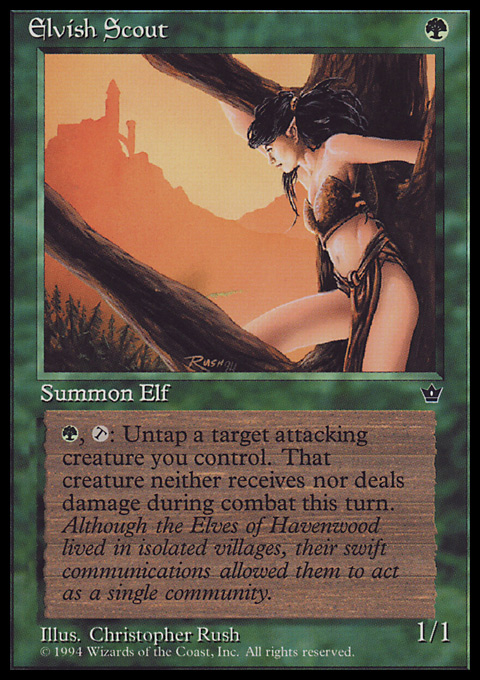 Elvish Scout
RUSH 94
Summon Elf
, T: Untap a target attacking
creature you control. That
creature neither receives nor deals
damage during combat this turn.
Although the Elves of Havenwood
lived in isolated villages, their swift
communications allowed them to act
as a single community.
Illus. Christopher Rush
1/1
© 1994 Wizards of the Coast, Inc. All rights reserved.